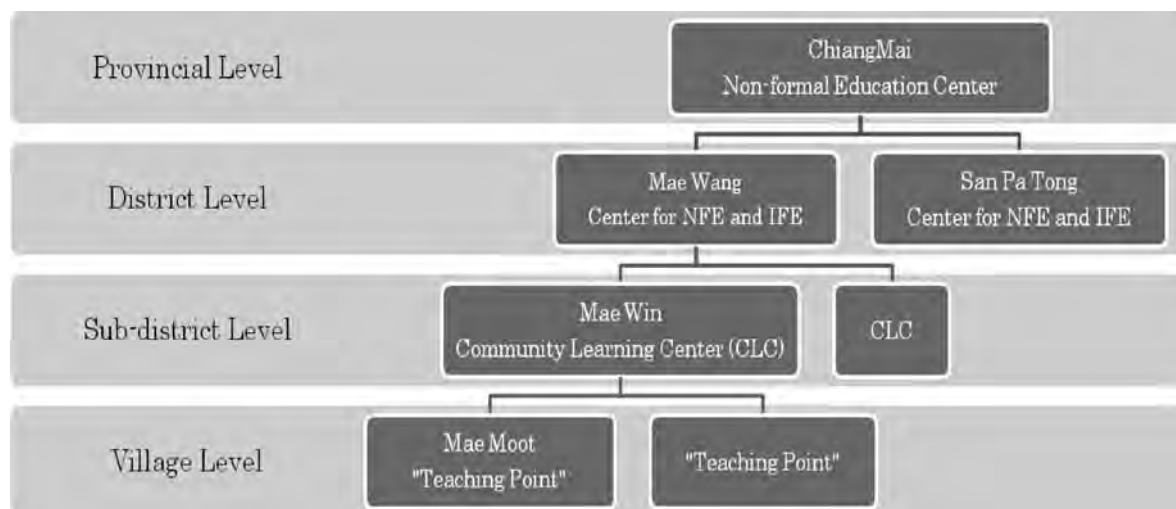 Provincial Level
ChiangMai
Non-formal Education Center
District Level
Mae Wang
Center for NFE and IFE
San Pa Tong
Center for NFE and IFE
Sub-district Level
Mae Win
Community Learning Center (CLC)
CLC
Village Level
Mae Moot
"Teaching Point"
"Teaching Point"